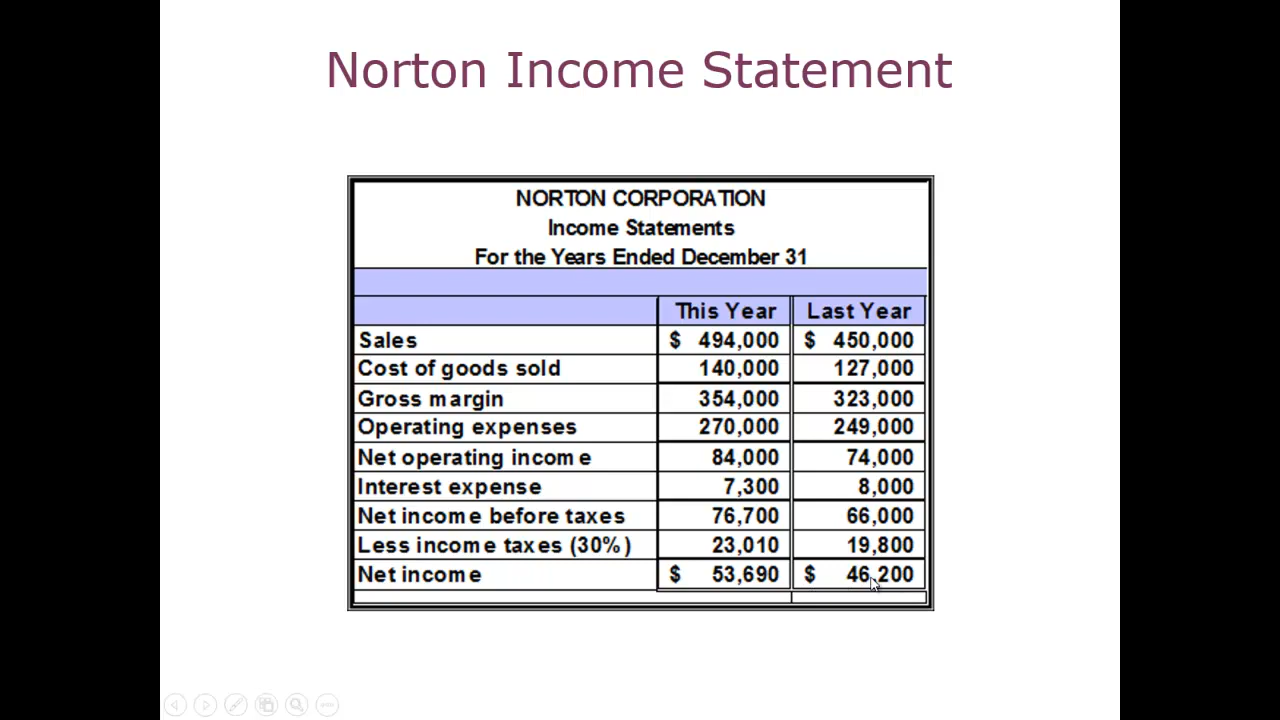 Norton Income Statement
NORTON CORPORATION
Income Statements
For the Years Ended December 31
This Year Last Year
Sales $ 494,000 $ 450,000
Cost of goods sold 140,000 127,000
Gross margin 354,000 323,000
Operating expenses 270,000 249,000
Net operating income 84,000 74,000
Interest expense 7,300 8,000
Net income before taxes 76,700 66,000
Less income taxes (30%) 23,010 19,800
Net income $ 53,690 $ 46,200